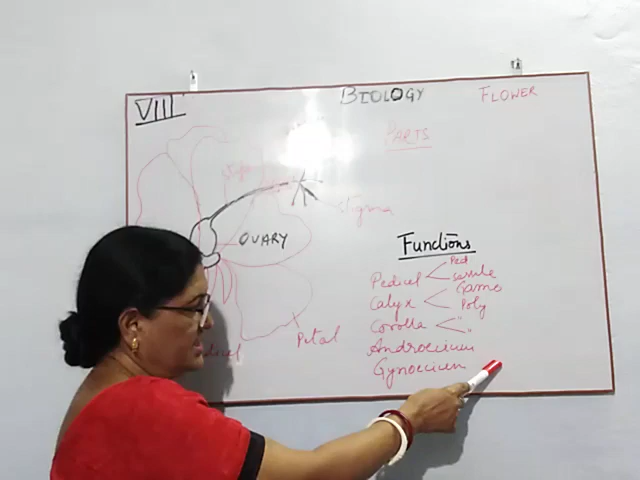 VIII
BIOLOGY
FLOWER
PARTS
Stigma
OVARY
Petal
Functions
Pedicel
Ped
Sessile
Calyx
Gamo
Poly
Corolla
" "
Androecium
Gynoecium